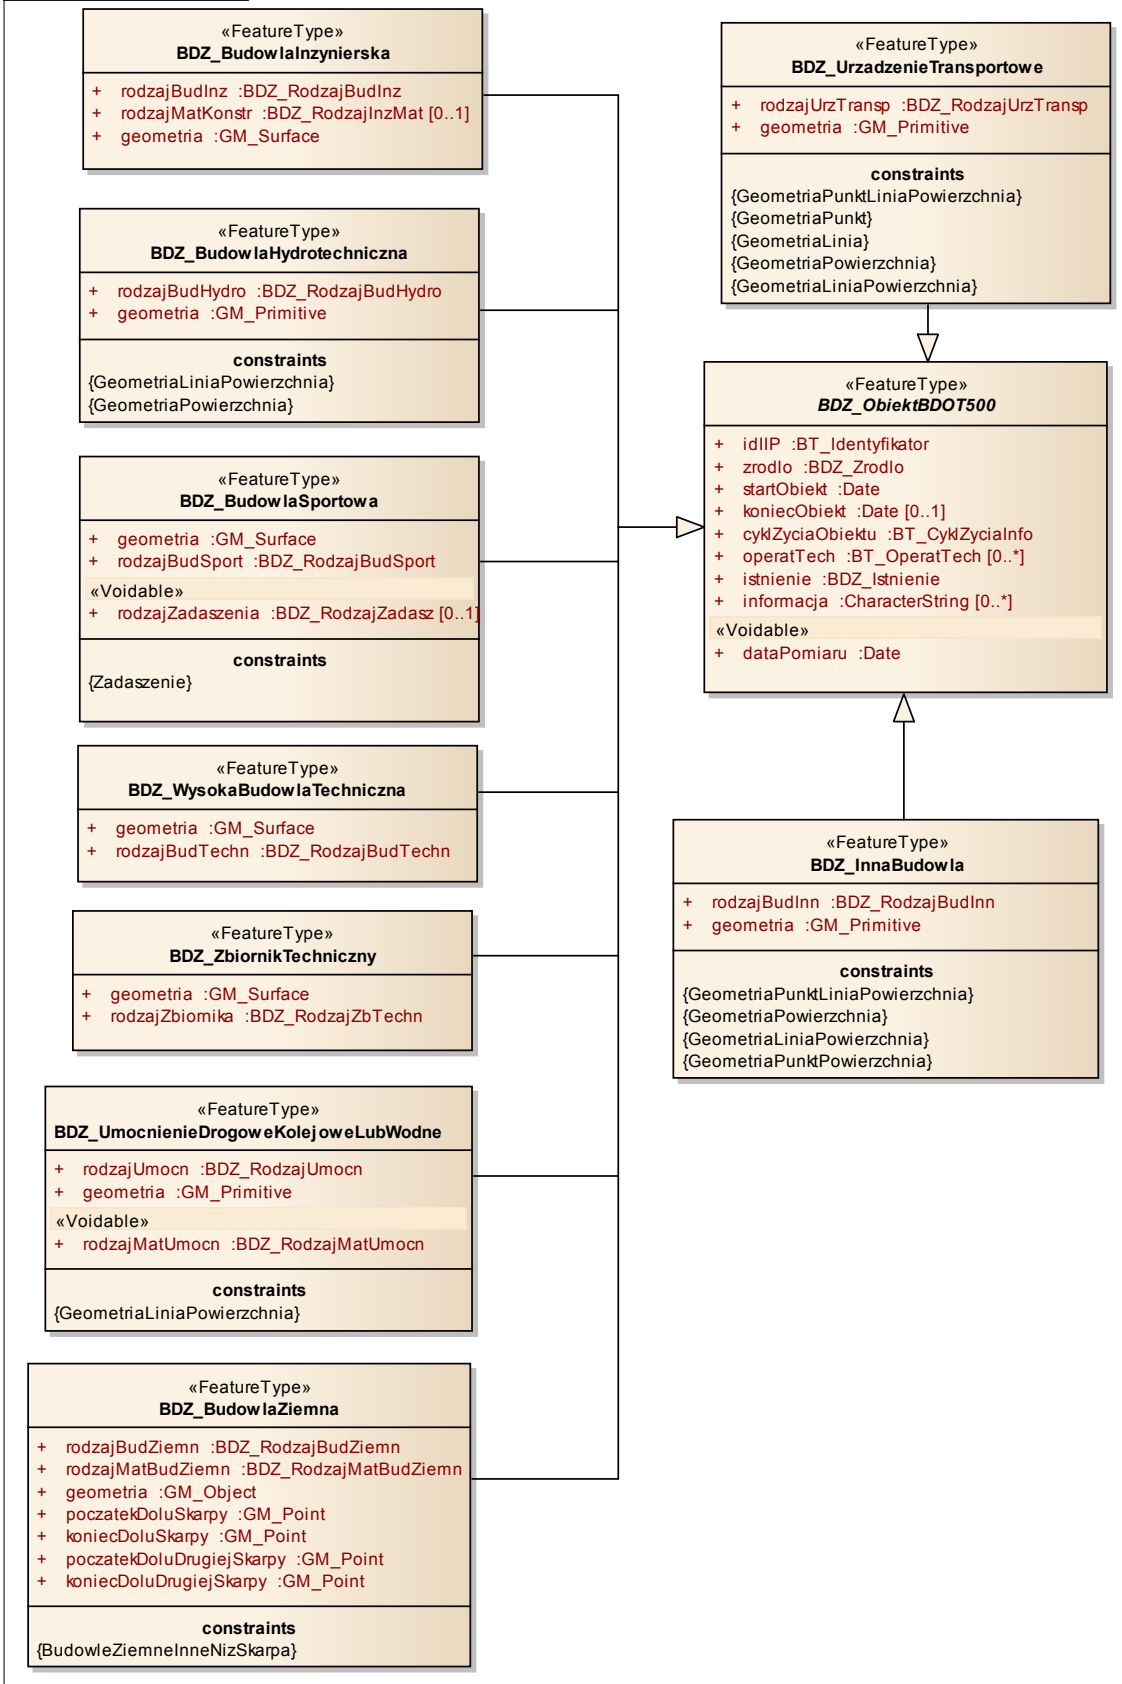 «FeatureType»
BDZ_BudowlaInzynierska
+ rodzajBudInz :BDZ_RodzajBudInz
+ rodzajMatKonstr :BDZ_RodzajInzMat [0..1]
+ geometria :GM_Surface
«FeatureType»
BDZ_BudowlaHydrotechniczna
+ rodzajBudHydro :BDZ_RodzajBudHydro
+ geometria :GM_Primitive
constraints
{GeometriaLiniaPowierzchnia}
{GeometriaPowierzchnia}
«FeatureType»
BDZ_BudowlaSportowa
+ geometria :GM_Surface
+ rodzajBudSport :BDZ_RodzajBudSport
«Voidable»
+ rodzajZadaszenia :BDZ_RodzajZadasz [0..1]
constraints
{Zadaszenie}
«FeatureType»
BDZ_WysokaBudowlaTechniczna
+ geometria :GM_Surface
+ rodzajBudTechn :BDZ_RodzajBudTechn
«FeatureType»
BDZ_ZbiornikTechniczny
+ geometria :GM_Surface
+ rodzajZbiornika :BDZ_RodzajZbTechn
«FeatureType»
BDZ_UmocnienieDrogoweKolejoweLubWodne
+ rodzajUmocn :BDZ_RodzajUmocn
+ geometria :GM_Primitive
«Voidable»
+ rodzajMatUmocn :BDZ_RodzajMatUmocn
constraints
{GeometriaLiniaPowierzchnia}
«FeatureType»
BDZ_BudowlaZiemna
+ rodzajBudZiemn :BDZ_RodzajBudZiemn
+ rodzajMatBudZiemn :BDZ_RodzajMatBudZiemn
+ geometria :GM_Object
+ poczatekDoluSkarpy :GM_Point
+ koniecDoluSkarpy :GM_Point
+ poczatekDoluDrugiejSkarpy :GM_Point
+ koniecDoluDrugiejSkarpy :GM_Point
constraints
{BudowleZiemneInneNizSkarpa}
«FeatureType»
BDZ_UrzadzenieTransportowe
+ rodzajUrzTransp :BDZ_RodzajUrzTransp
+ geometria :GM_Primitive
constraints
{GeometriaPunktLiniaPowierzchnia}
{GeometriaPunkt}
{GeometriaLinia}
{GeometriaPowierzchnia}
{GeometriaLiniaPowierzchnia}
«FeatureType»
BDZ_ObiektBDOT500
+ idIIP :BT_Identyfikator
+ zrodlo :BDZ_Zrodlo
+ startObiekt :Date
+ koniecObiekt :Date [0..1]
+ cyklZyciaObiektu :BT_CyklZyciaInfo
+ operatTech :BT_OperatTech [0..*]
+ istnienie :BDZ_Istnienie
+ informacja :CharacterString [0..*]
«Voidable»
+ dataPomiaru :Date
«FeatureType»
BDZ_InnaBudowla
+ rodzajBudInn :BDZ_RodzajBudInn
+ geometria :GM_Primitive
constraints
{GeometriaPunktLiniaPowierzchnia}
{GeometriaPowierzchnia}
{GeometriaLiniaPowierzchnia}
{GeometriaPunktPowierzchnia}